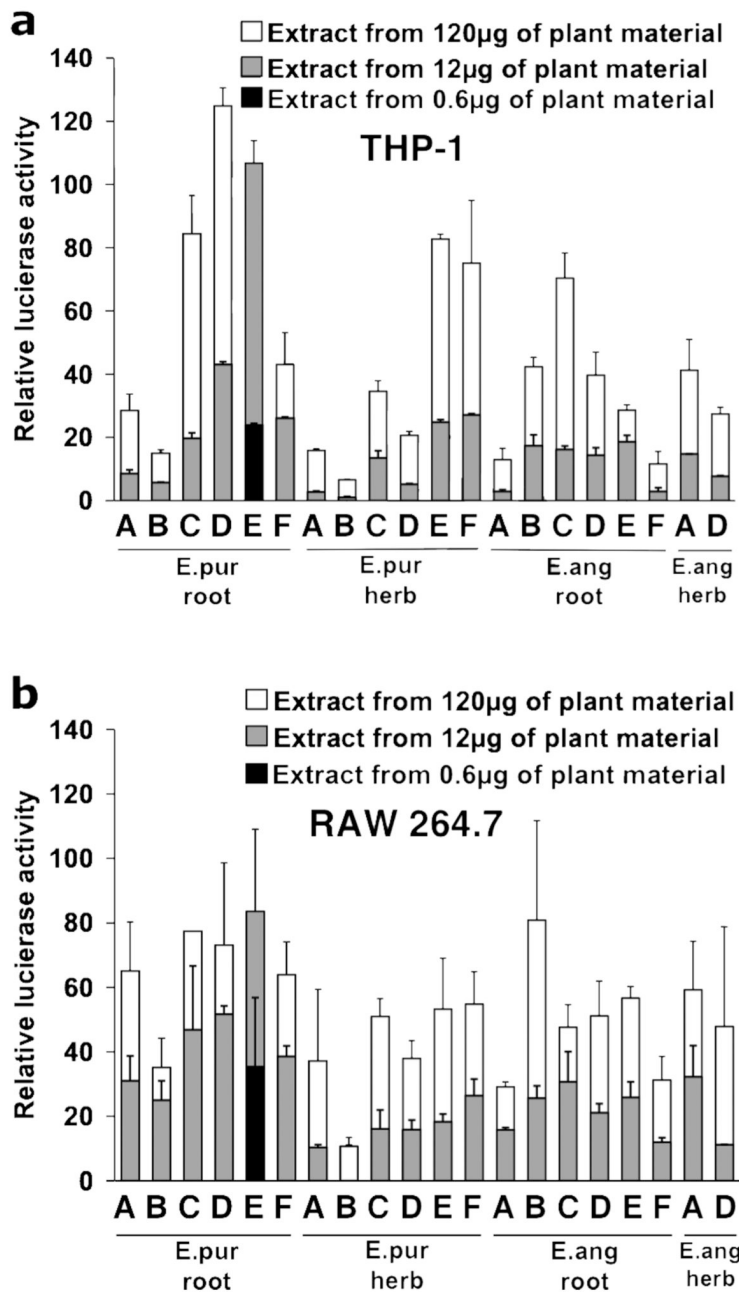 a
Extract from 120µg of plant material
Extract from 12µg of plant material
Extract from 0.6µg of plant material
THP-1
Relative lucierase activity
140
120
100
80
60
40
20
0
A B C D E F A B C D E F A B C D E F A D
E.pur E.pur E.ang E.ang
root herb root herb
b
Extract from 120µg of plant material
Extract from 12µg of plant material
Extract from 0.6µg of plant material
RAW 264.7
Relative lucierase activity
140
120
100
80
60
40
20
0
A B C D E F A B C D E F A B C D E F A D
E.pur E.pur E.ang E.ang
root herb root herb